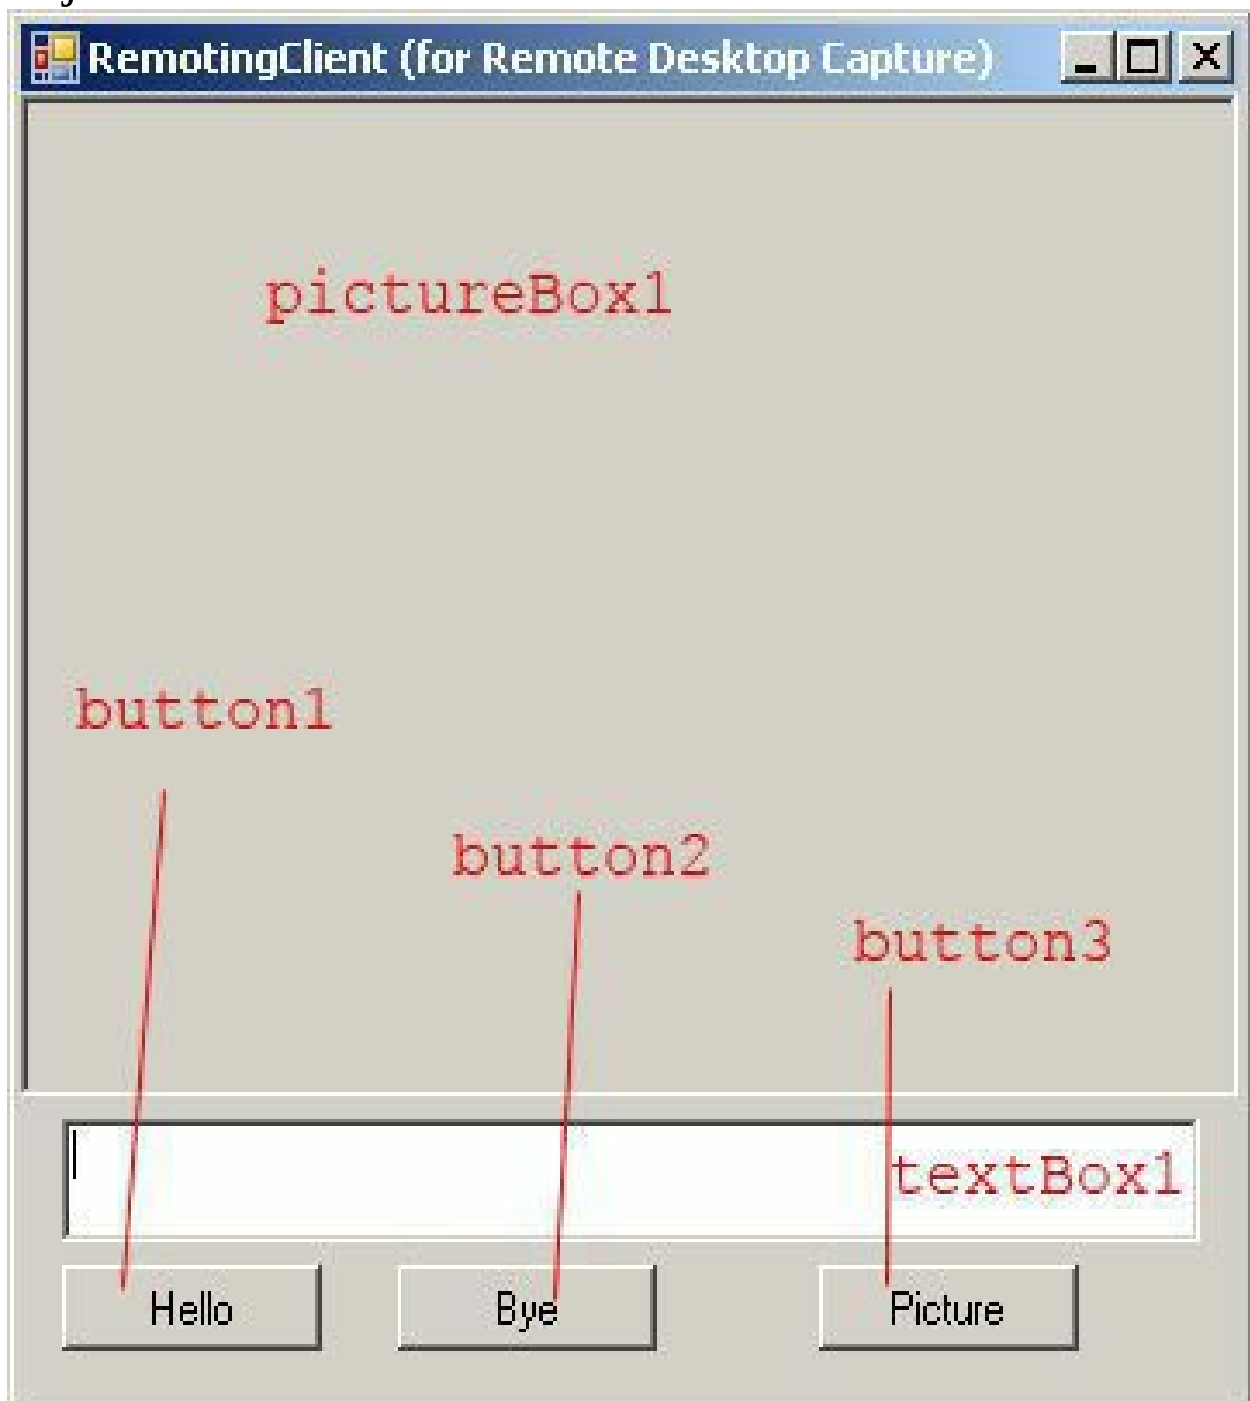 RemotingClient (for Remote Desktop Capture)
pictureBox1
button1
button2
button3
textBox1
Hello
Bye
Picture